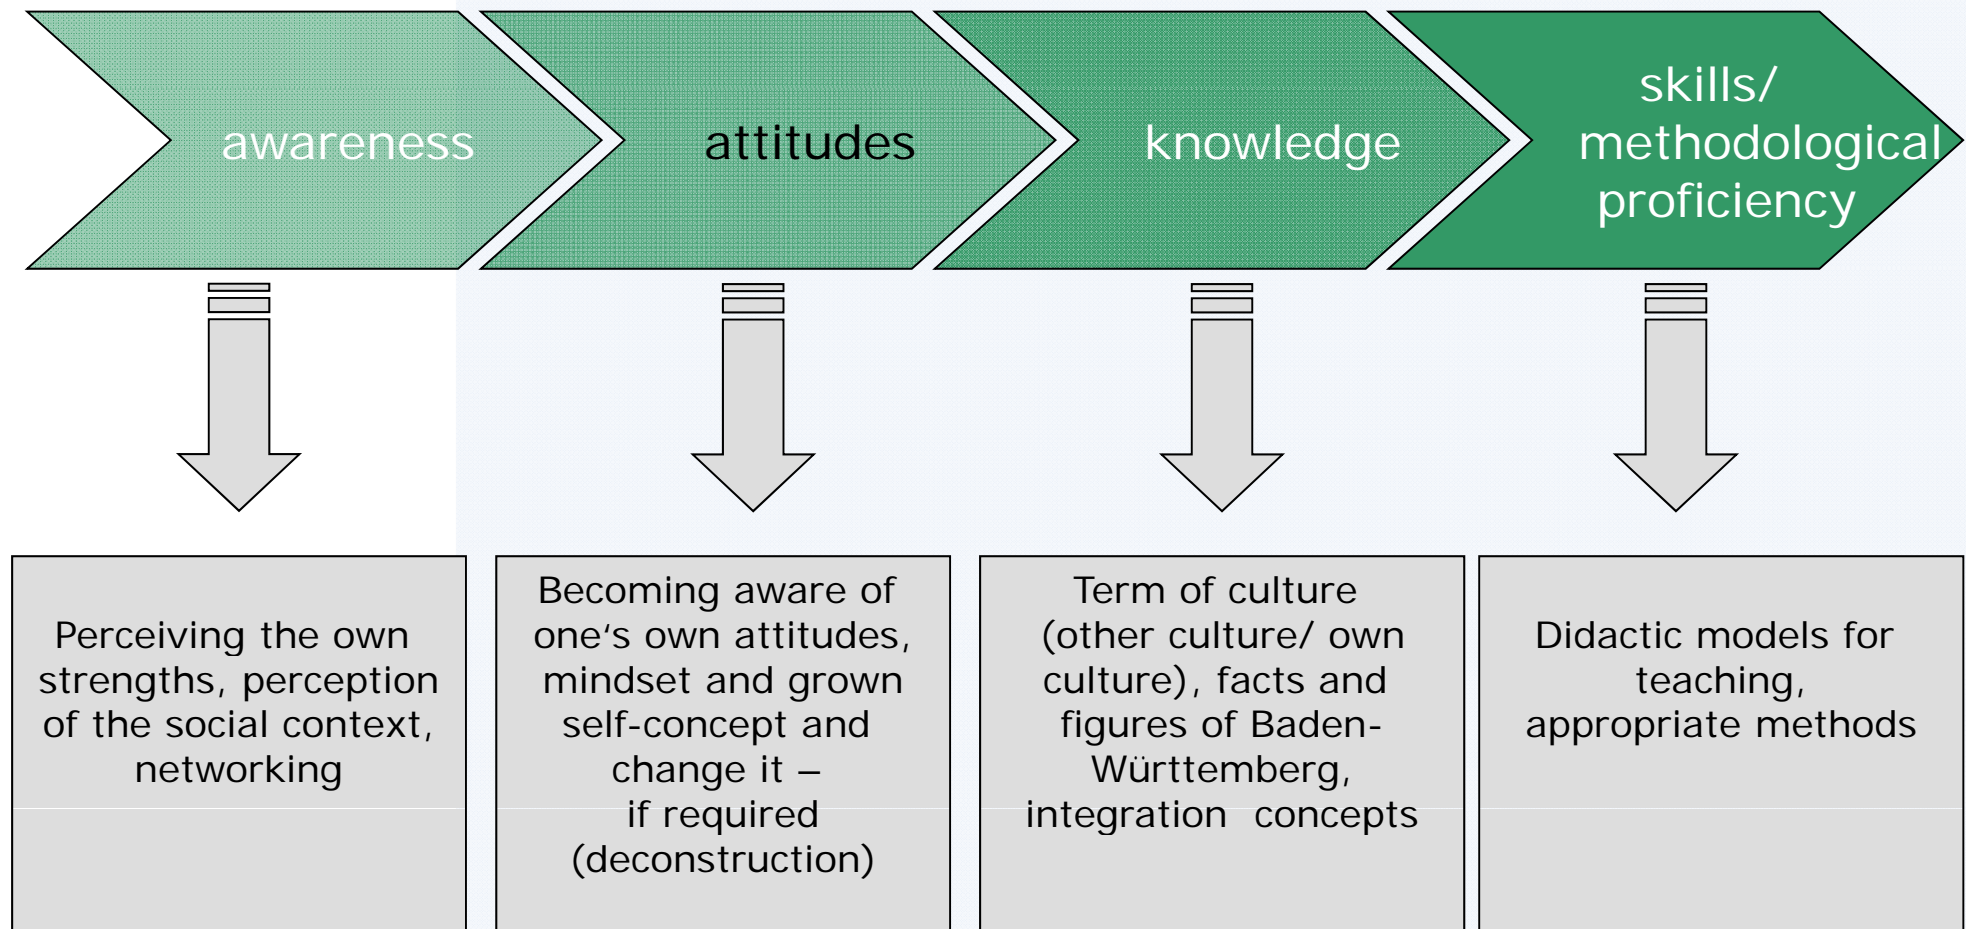 awareness
attitudes
knowledge
skills/
methodological
proficiency
Perceiving the own
strengths, perception
of the social context,
networking
Becoming aware of
one‘s own attitudes,
mindset and grown
self-concept and
change it –
if required
(deconstruction)
Term of culture
(other culture/ own
culture), facts and
figures of Baden-
Württemberg,
integration  concepts
Didactic models for
teaching,
appropriate methods